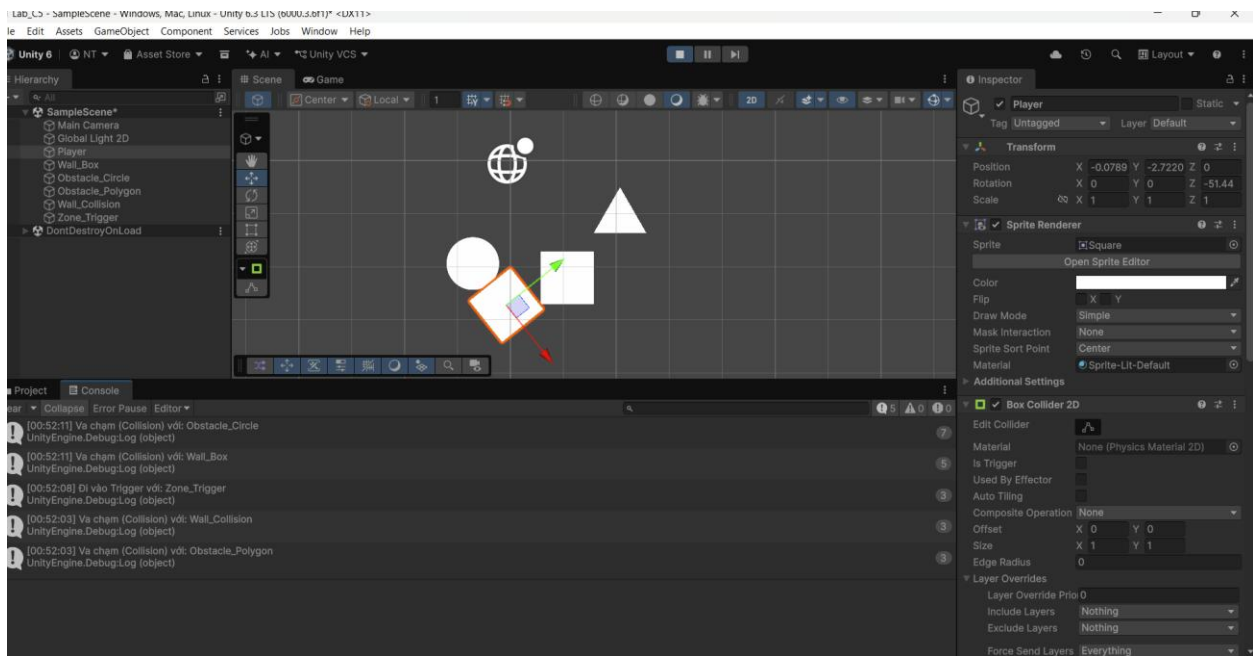 Lab_C5 - SampleScene - Windows, Mac, Linux - Unity 6.3 LTS (6000.3.6f1)* <DX11>
Edit Assets GameObject Component Services Jobs Window Help
Unity 6 NT Asset Store AI Unity VCS Layout
Hierarchy
All
SampleScene*
Main Camera
Global Light 2D
Player
Wall_Box
Obstacle_Circle
Obstacle_Polygon
Wall_Collision
Zone_Trigger
DontDestroyOnLoad
Scene Game
Center Local 1 2D
Project Console
Collapse Error Pause Editor
5 0 0
[00:52:11] Va chạm (Collision) với: Obstacle_Circle
UnityEngine.Debug:Log (object)
7
[00:52:11] Va chạm (Collision) với: Wall_Box
UnityEngine.Debug:Log (object)
5
[00:52:08] Đi vào Trigger với: Zone_Trigger
UnityEngine.Debug:Log (object)
3
[00:52:03] Va chạm (Collision) với: Wall_Collision
UnityEngine.Debug:Log (object)
3
[00:52:03] Va chạm (Collision) với: Obstacle_Polygon
UnityEngine.Debug:Log (object)
3
Inspector
Player Static
Tag Untagged Layer Default
Transform
Position X -0.0789 Y -2.7220 Z 0
Rotation X 0 Y 0 Z -51.44
Scale X 1 Y 1 Z 1
Sprite Renderer
Sprite Square
Open Sprite Editor
Color
Flip X Y
Draw Mode Simple
Mask Interaction None
Sprite Sort Point Center
Material Sprite-Lit-Default
Additional Settings
Box Collider 2D
Edit Collider
Material None (Physics Material 2D)
Is Trigger
Used By Effector
Auto Tiling
Composite Operation None
Offset X 0 Y 0
Size X 1 Y 1
Edge Radius 0
Layer Overrides
Layer Override Prior 0
Include Layers Nothing
Exclude Layers Nothing
Force Send Layers Everything